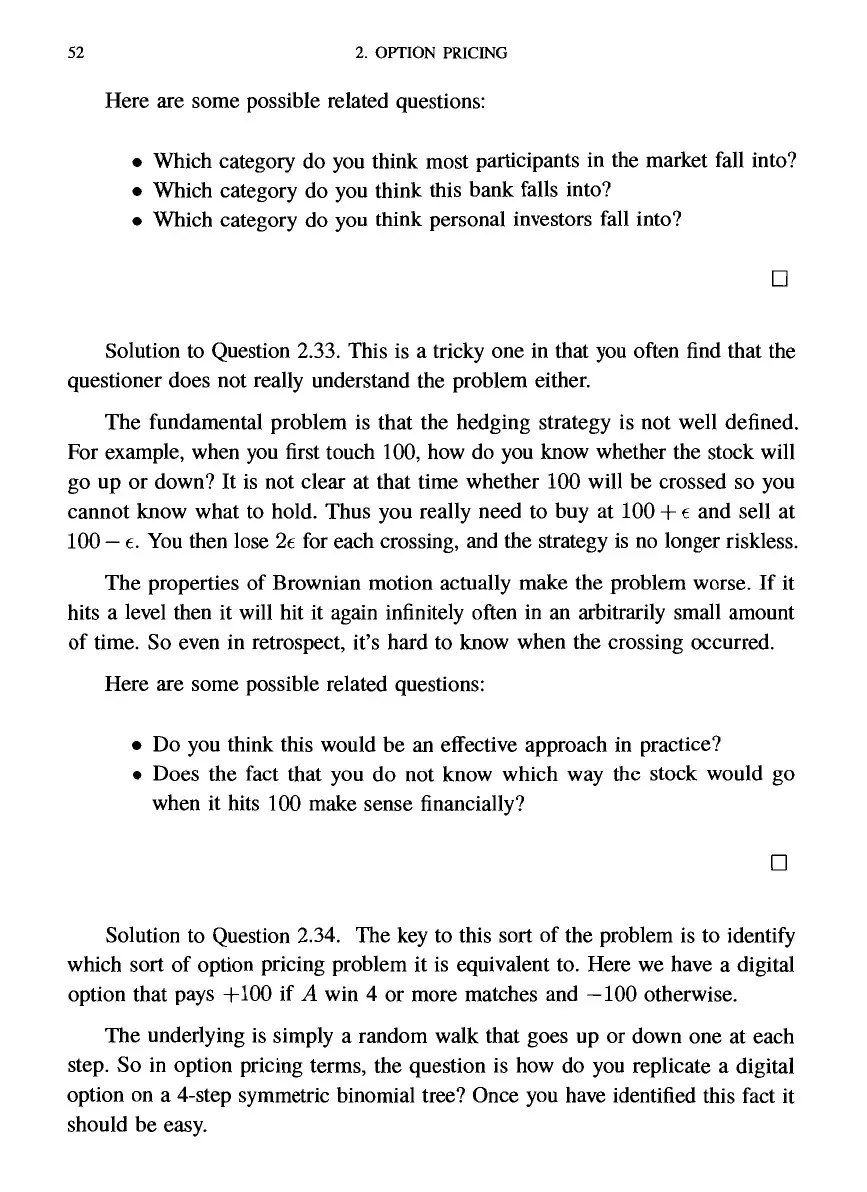 52 2. OPTION PRICING
Here are some possible related questions:
• Which category do you think most participants in the market fall into?
• Which category do you think this bank falls into?
• Which category do you think personal investors fall into?
□
Solution to Question 2.33. This is a tricky one in that you often find that the
questioner does not really understand the problem either.
The fundamental problem is that the hedging strategy is not well defined.
For example, when you first touch 100, how do you know whether the stock will
go up or down? It is not clear at that time whether 100 will be crossed so you
cannot know what to hold. Thus you really need to buy at 100 + ϵ and sell at
100 − ϵ. You then lose 2ϵ for each crossing, and the strategy is no longer riskless.
The properties of Brownian motion actually make the problem worse. If it
hits a level then it will hit it again infinitely often in an arbitrarily small amount
of time. So even in retrospect, it's hard to know when the crossing occurred.
Here are some possible related questions:
• Do you think this would be an effective approach in practice?
• Does the fact that you do not know which way the stock would go
when it hits 100 make sense financially?
□
Solution to Question 2.34. The key to this sort of the problem is to identify
which sort of option pricing problem it is equivalent to. Here we have a digital
option that pays +100 if A win 4 or more matches and −100 otherwise.
The underlying is simply a random walk that goes up or down one at each
step. So in option pricing terms, the question is how do you replicate a digital
option on a 4-step symmetric binomial tree? Once you have identified this fact it
should be easy.